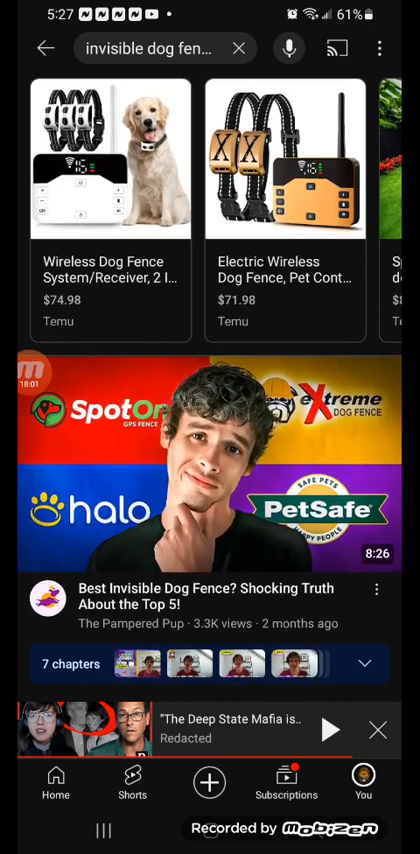 5:27
61%
invisible dog fen...
Wireless Dog Fence
System/Receiver, 2 I...
$74.98
Temu
Electric Wireless
Dog Fence, Pet Cont...
$71.98
Temu
Sp
d
$
Te
18:01
SpotOn
GPS FENCE
eXtreme
DOG FENCE
halo
SAFE PETS
PetSafe
HAPPY PEOPLE
8:26
Best Invisible Dog Fence? Shocking Truth
About the Top 5!
The Pampered Pup · 3.3K views · 2 months ago
7 chapters
"The Deep State Mafia is..
Redacted
Home
Shorts
Subscriptions
You
Recorded by mobizen